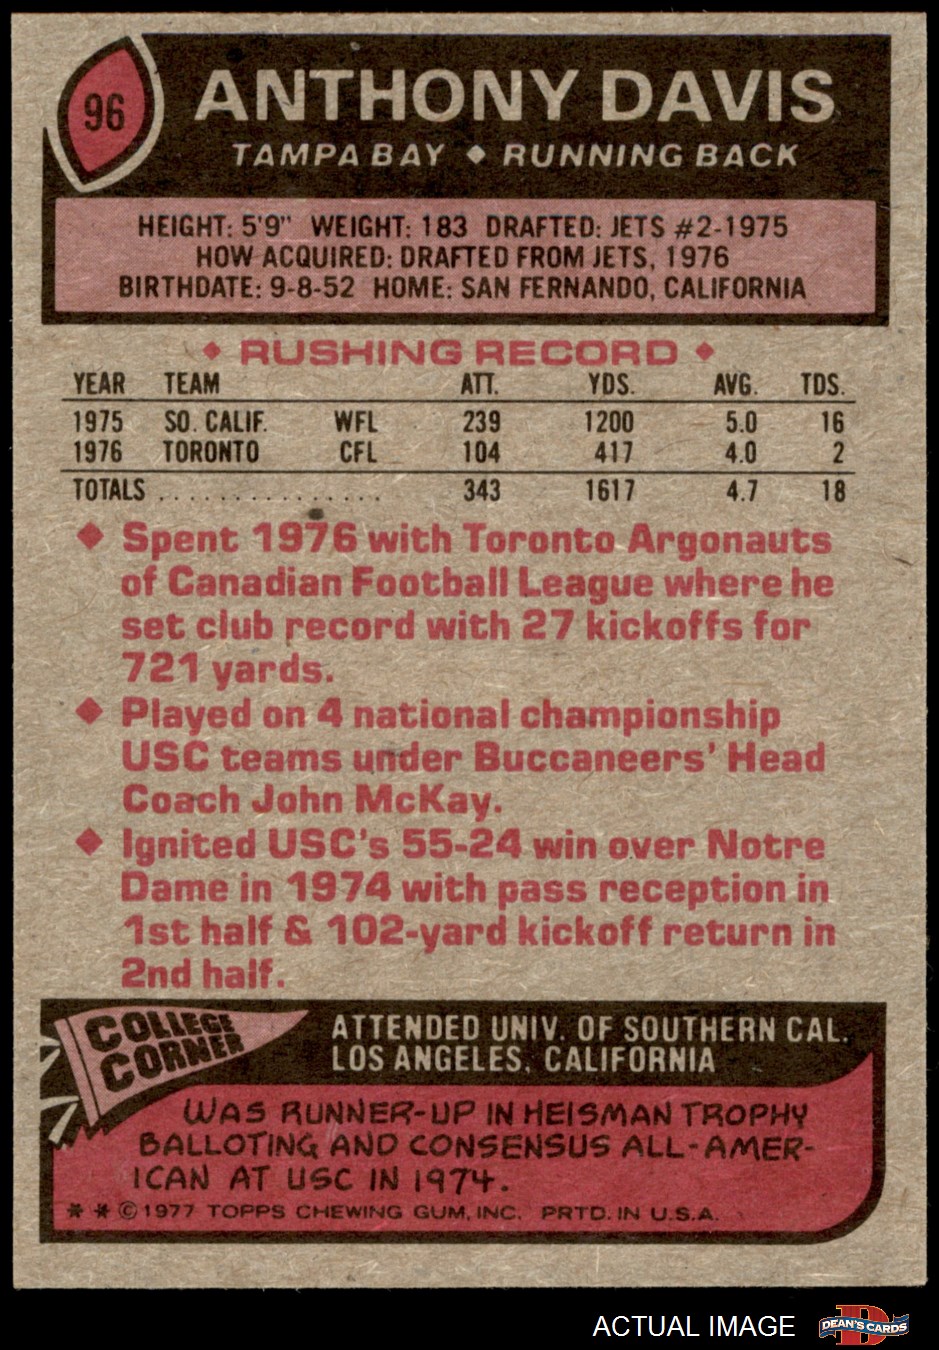 96
ANTHONY DAVIS
TAMPA BAY ◆ RUNNING BACK
HEIGHT: 5'9" WEIGHT: 183 DRAFTED: JETS #2-1975
HOW ACQUIRED: DRAFTED FROM JETS, 1976
BIRTHDATE: 9-8-52 HOME: SAN FERNANDO, CALIFORNIA
◆ RUSHING RECORD ◆
YEAR TEAM ATT. YDS. AVG. TDS.
1975 SO. CALIF. WFL 239 1200 5.0 16
1976 TORONTO CFL 104 417 4.0 2
TOTALS . . . . . . . . . . . . . . . 343 1617 4.7 18
◆ Spent 1976 with Toronto Argonauts
of Canadian Football League where he
set club record with 27 kickoffs for
721 yards.
◆ Played on 4 national championship
USC teams under Buccaneers' Head
Coach John McKay.
◆ Ignited USC's 55-24 win over Notre
Dame in 1974 with pass reception in
1st half & 102-yard kickoff return in
2nd half.
COLLEGE
CORNER
ATTENDED UNIV. OF SOUTHERN CAL.
LOS ANGELES, CALIFORNIA
WAS RUNNER-UP IN HEISMAN TROPHY
BALLOTING AND CONSENSUS ALL-AMER-
ICAN AT USC IN 1974.
* * © 1977 TOPPS CHEWING GUM, INC. PRTD. IN U.S.A.
ACTUAL IMAGE
D
DEAN'S CARDS